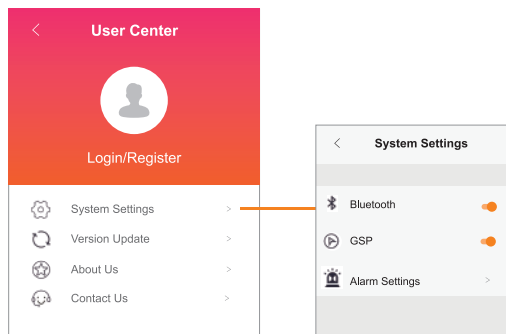 User Center
Login/Register
System Settings
Version Update
About Us
Contact Us
System Settings
Bluetooth
GSP
Alarm Settings